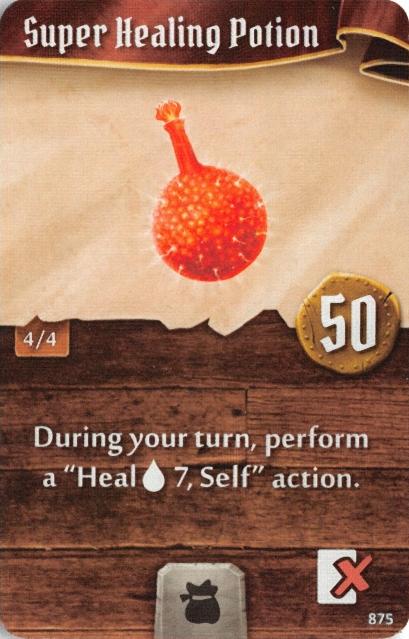 Super Healing Potion
50
4/4
During your turn, perform
a “Heal 7, Self” action.
875